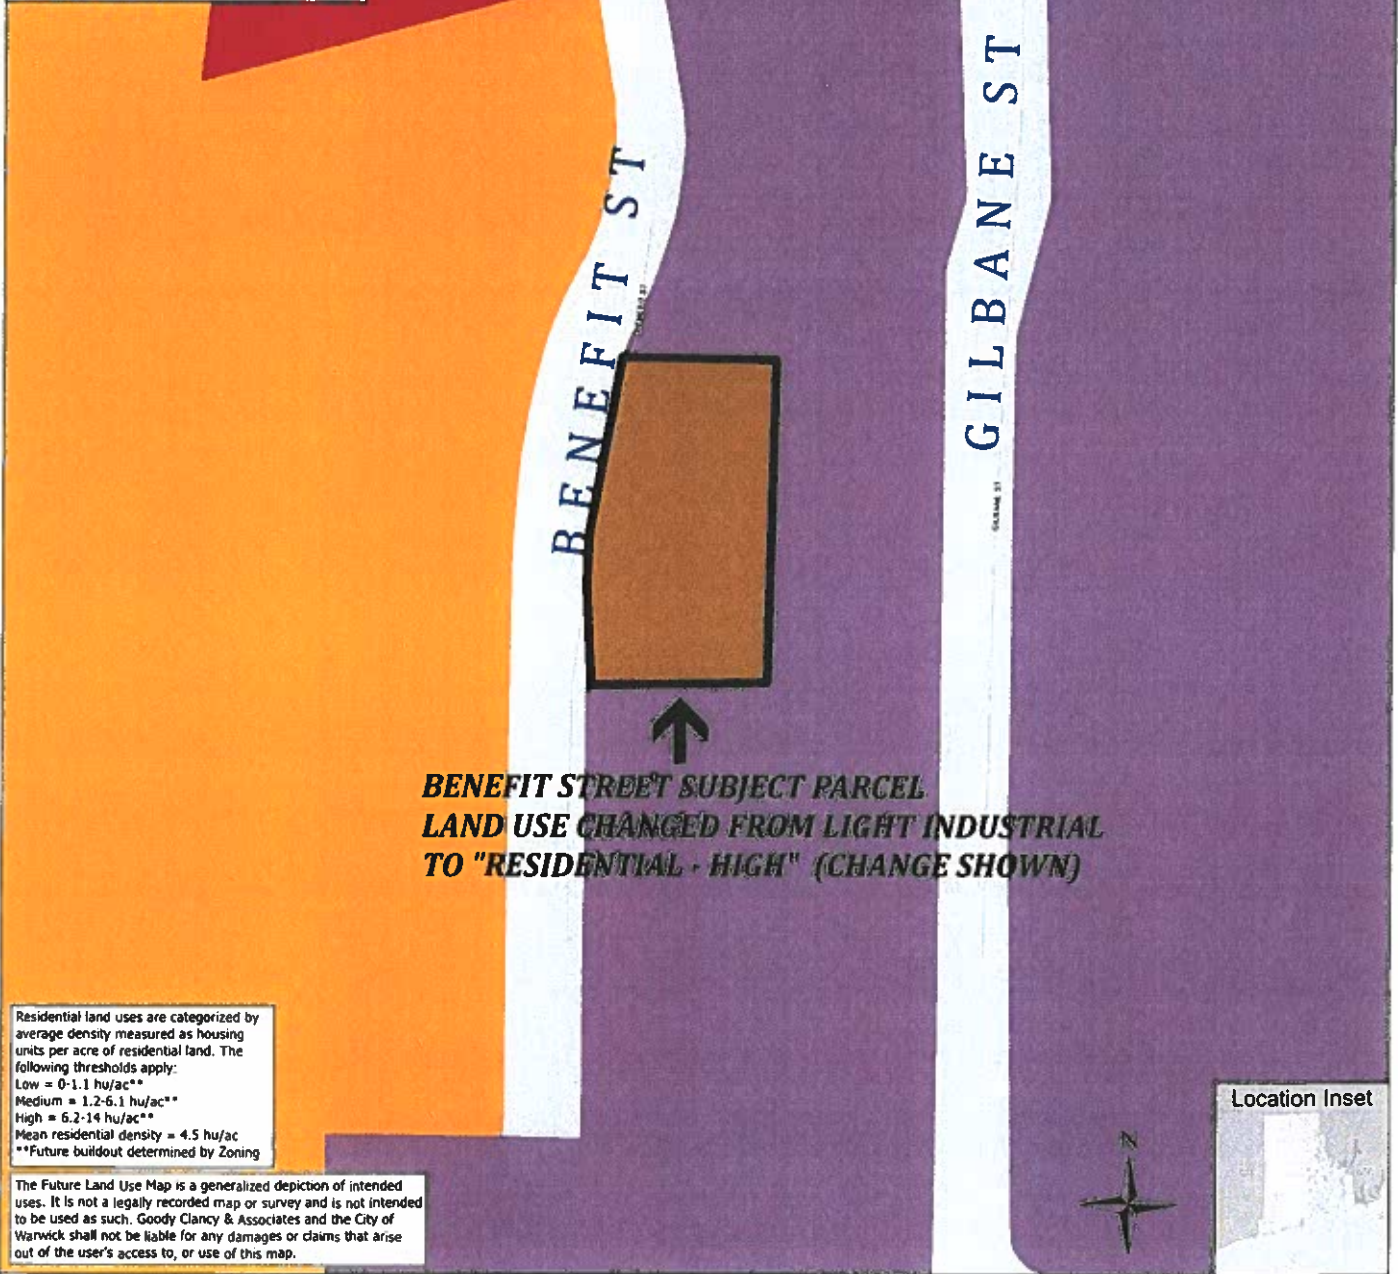 BENEFIT ST
GILBANE ST
GILBANE ST
BENEFIT STREET SUBJECT PARCEL
LAND USE CHANGED FROM LIGHT INDUSTRIAL
TO "RESIDENTIAL - HIGH" (CHANGE SHOWN)
Residential land uses are categorized by
average density measured as housing
units per acre of residential land. The
following thresholds apply:
Low = 0-1.1 hu/ac**
Medium = 1.2-6.1 hu/ac**
High = 6.2-14 hu/ac**
Mean residential density = 4.5 hu/ac
**Future buildout determined by Zoning
The Future Land Use Map is a generalized depiction of intended
uses. It is not a legally recorded map or survey and is not intended
to be used as such. Goody Clancy & Associates and the City of
Warwick shall not be liable for any damages or claims that arise
out of the user's access to, or use of this map.
N
Location Inset